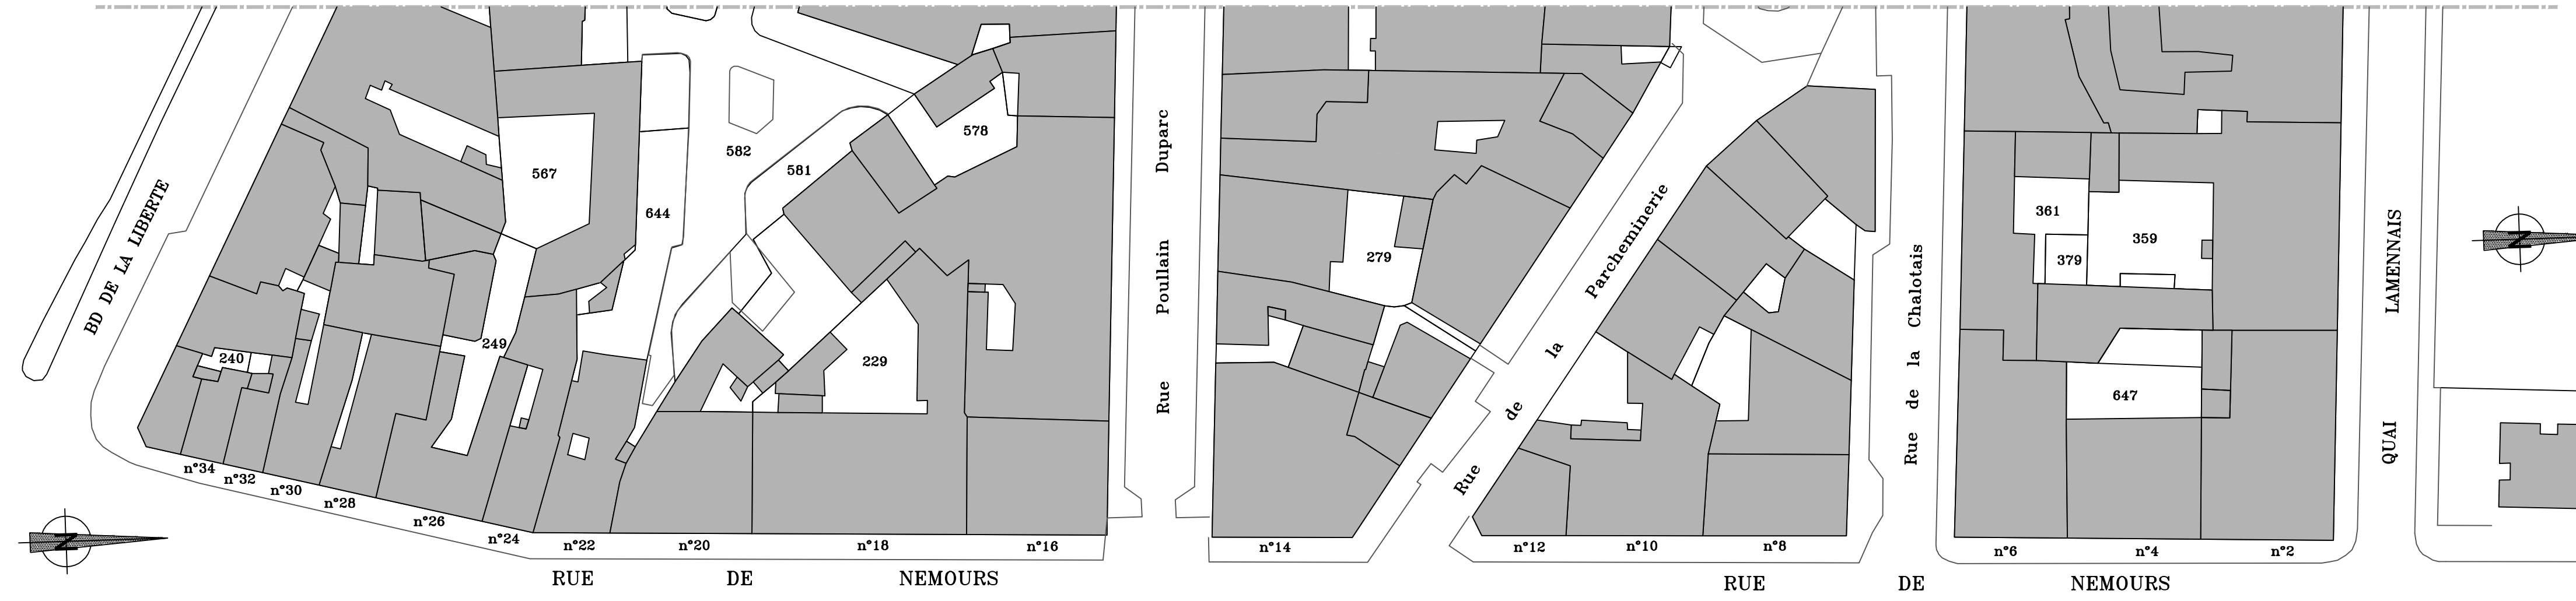 578
582
581
567
644
361
359
379
279
249
240
229
647
BD DE LA LIBERTE
Rue Poullain Duparc
Rue de la Parcheminerie
Rue de la Chalotais
QUAI LAMENNAIS
N
N
n°34
n°32
n°30
n°28
n°26
n°24
n°22
n°20
n°18
n°16
n°14
n°12
n°10
n°8
n°6
n°4
n°2
RUE DE NEMOURS
RUE DE NEMOURS